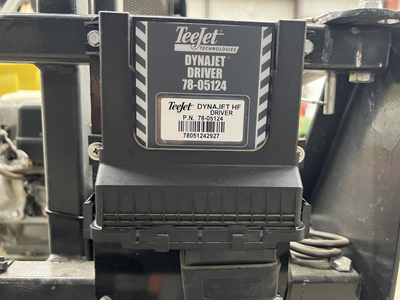 TeeJet®
TECHNOLOGIES
DYNAJET®
DRIVER
78-05124
TeeJet DYNAJET HF
DRIVER
P.N. 78-05124
78051242927